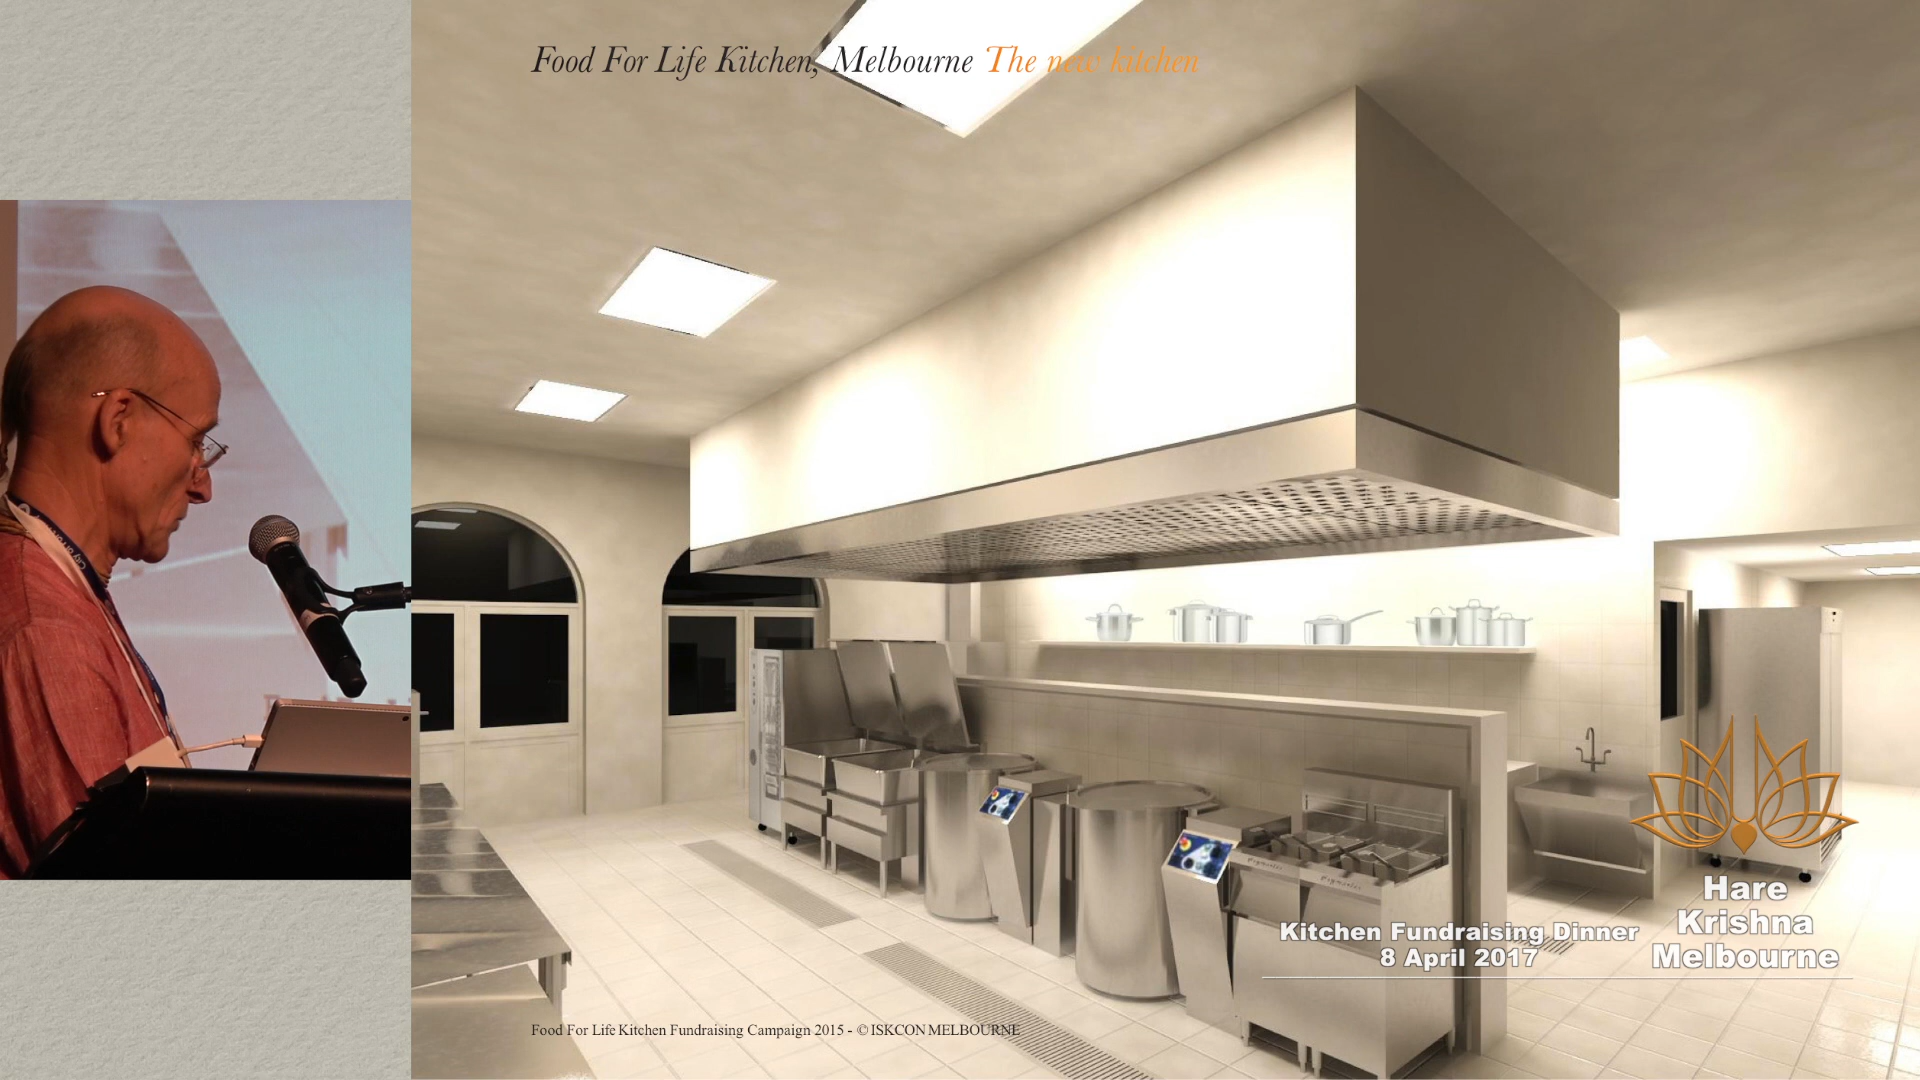 Food For Life Kitchen, Melbourne The new kitchen
Hare
Krishna
Melbourne
Kitchen Fundraising Dinner
8 April 2017
Food For Life Kitchen Fundraising Campaign 2015 - © ISKCON MELBOURNE